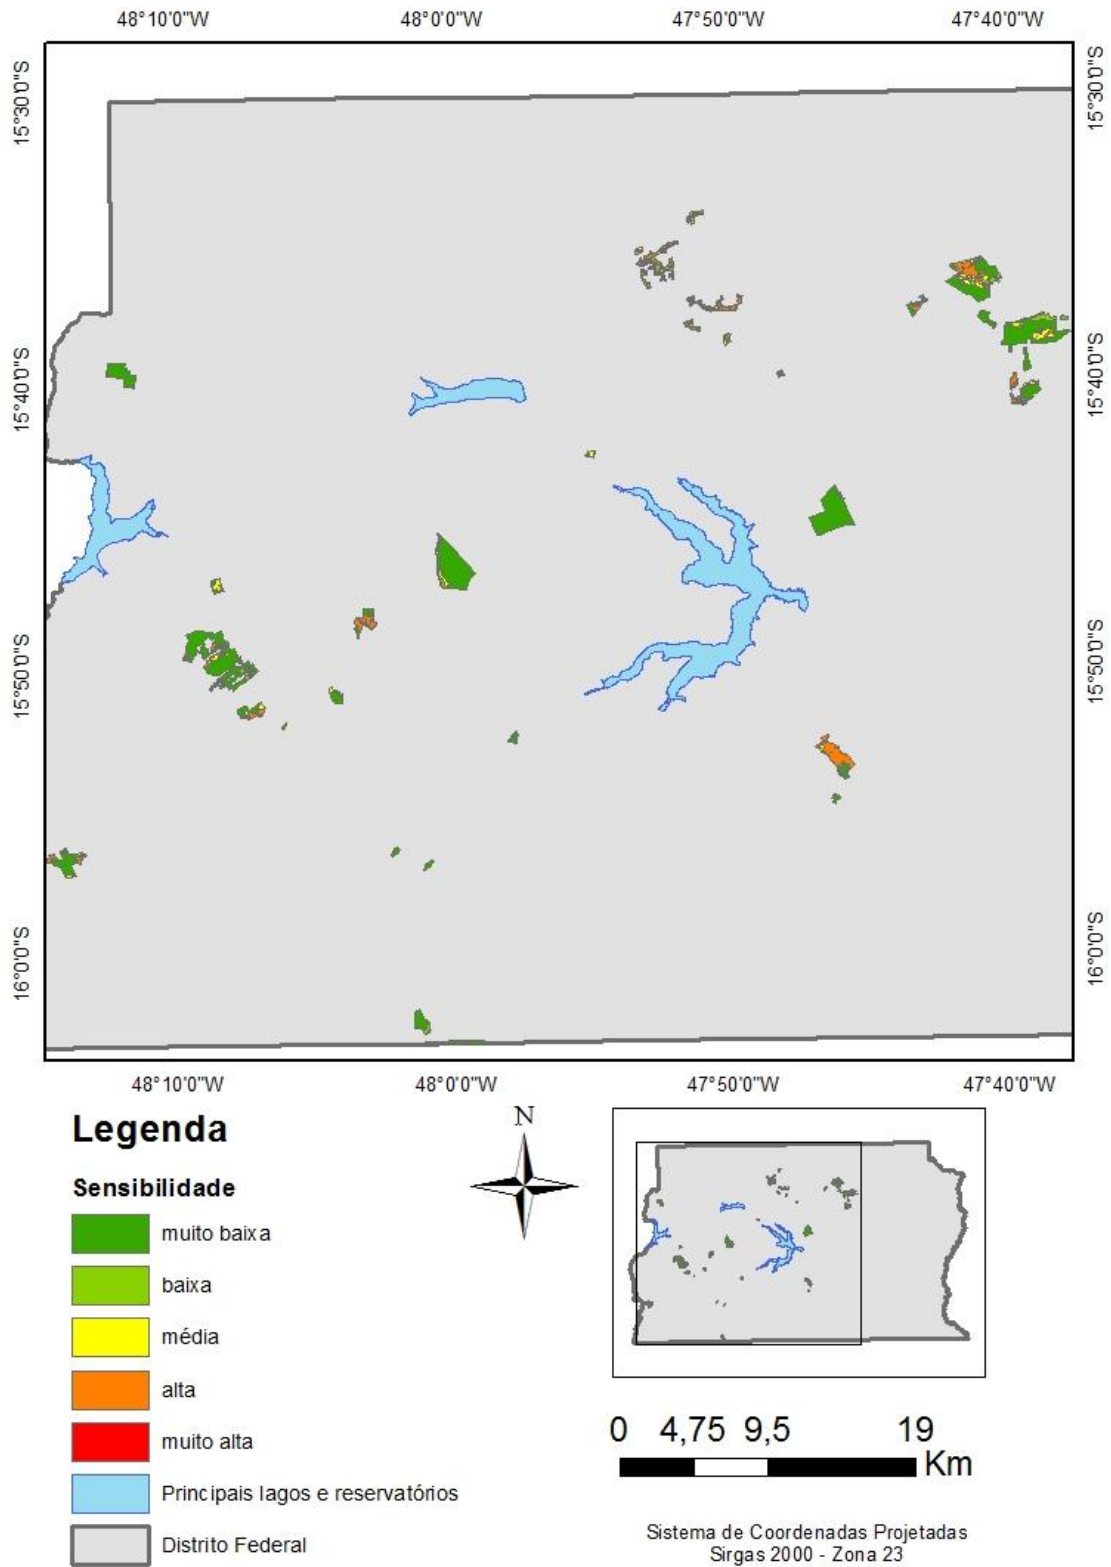 48°10'0"W 48°0'0"W 47°50'0"W 47°40'0"W
15°30'0"S 15°30'0"S
15°40'0"S 15°40'0"S
15°50'0"S 15°50'0"S
16°0'0"S 16°0'0"S
48°10'0"W 48°0'0"W 47°50'0"W 47°40'0"W
Legenda
Sensibilidade
muito baixa
baixa
média
alta
muito alta
Principais lagos e reservatórios
Distrito Federal
N
0 4,75 9,5 19
Km
Sistema de Coordenadas Projetadas
Sirgas 2000 - Zona 23